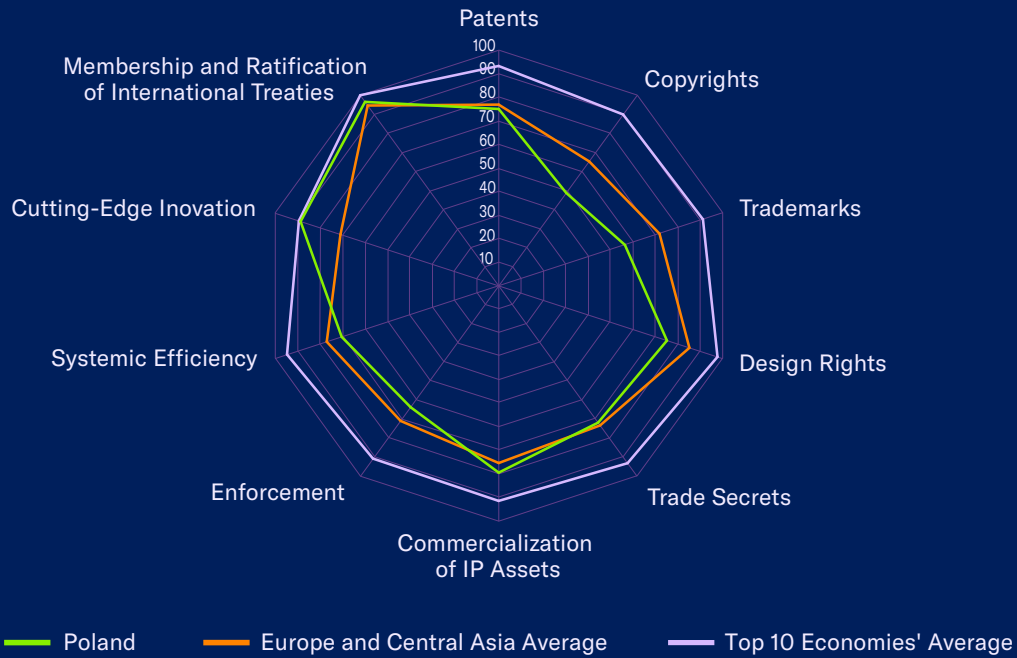 Patents
100
90
80
70
60
50
40
30
20
10
Membership and Ratification
of International Treaties
Copyrights
Cutting-Edge Inovation
Trademarks
Systemic Efficiency
Design Rights
Enforcement
Trade Secrets
Commercialization
of IP Assets
Poland
Europe and Central Asia Average
Top 10 Economies' Average